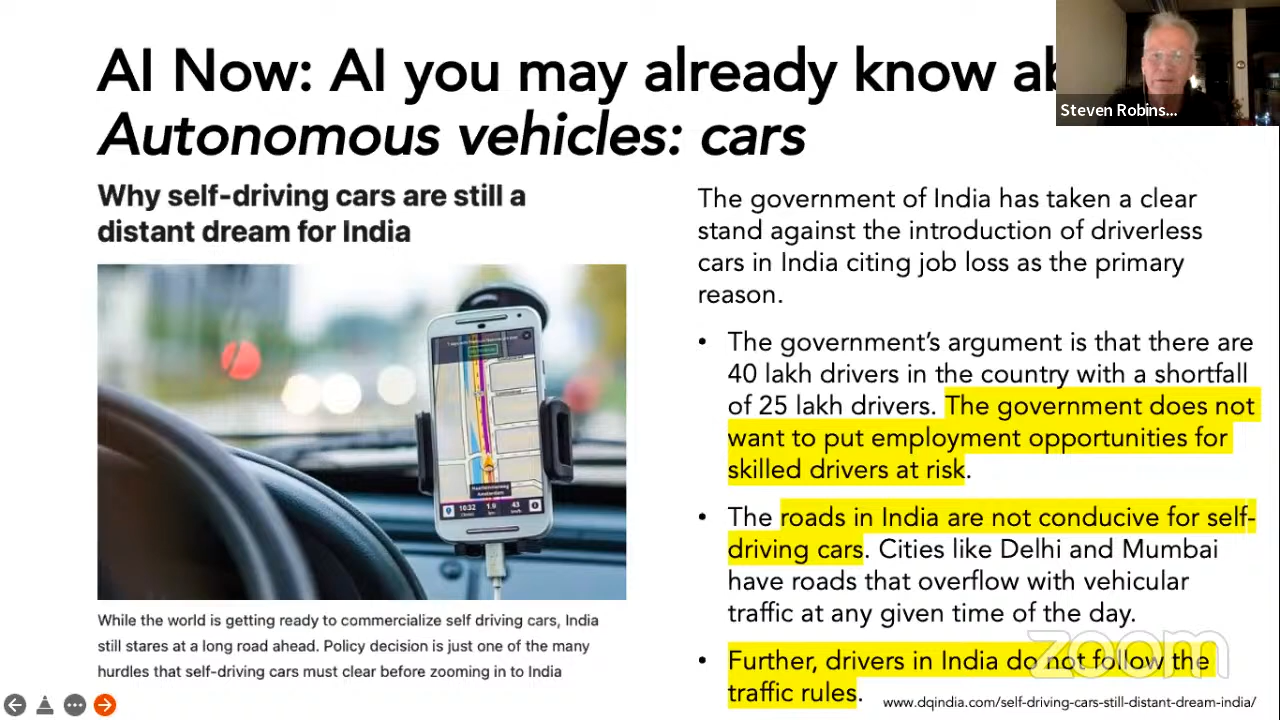 AI Now: AI you may already know
Autonomous vehicles: cars
Steven Robins...
Why self-driving cars are still a
distant dream for India
While the world is getting ready to commercialize self driving cars, India
still stares at a long road ahead. Policy decision is just one of the many
hurdles that self-driving cars must clear before zooming in to India
The government of India has taken a clear
stand against the introduction of driverless
cars in India citing job loss as the primary
reason.
• The government’s argument is that there are
40 lakh drivers in the country with a shortfall
of 25 lakh drivers. The government does not
want to put employment opportunities for
skilled drivers at risk.
• The roads in India are not conducive for self-
driving cars. Cities like Delhi and Mumbai
have roads that overflow with vehicular
traffic at any given time of the day.
• Further, drivers in India do not follow the
traffic rules.
zoom
www.dqindia.com/self-driving-cars-still-distant-dream-india/